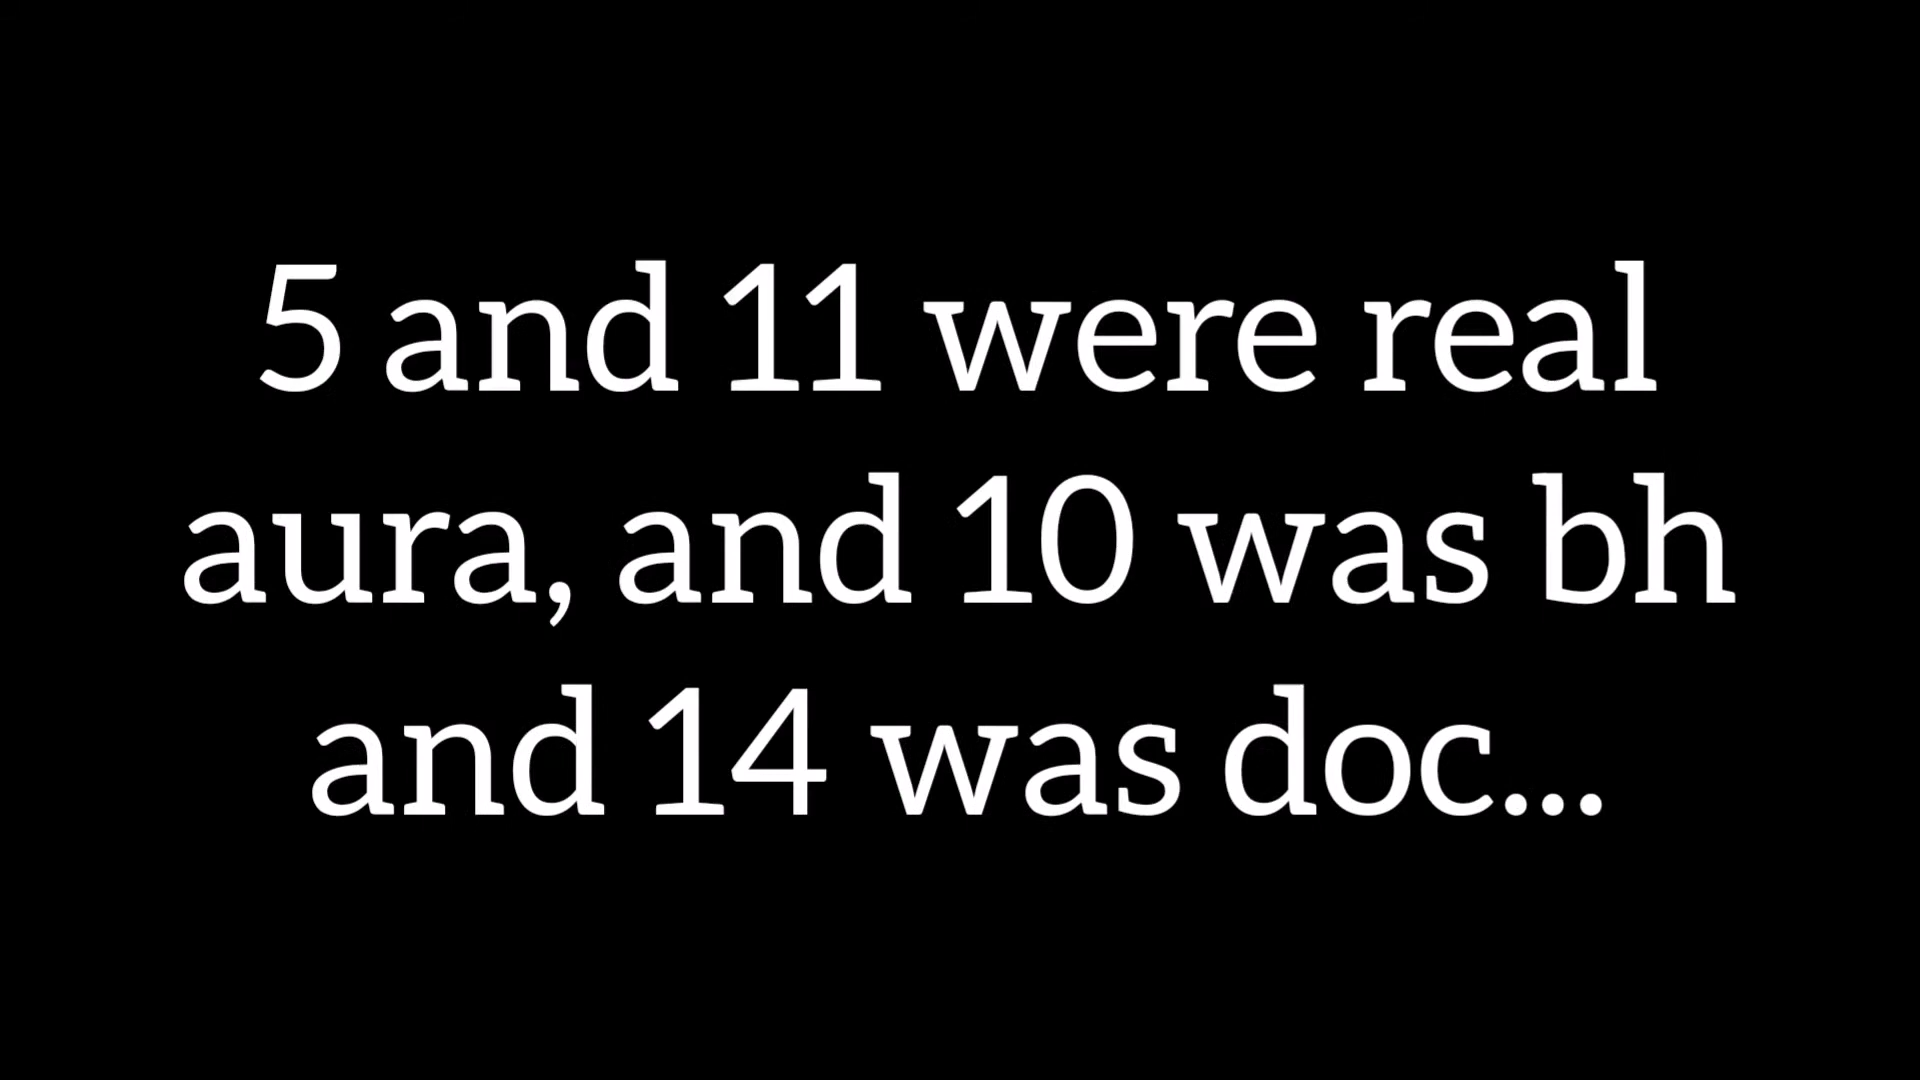 5 and 11 were real
aura, and 10 was bh
and 14 was doc...